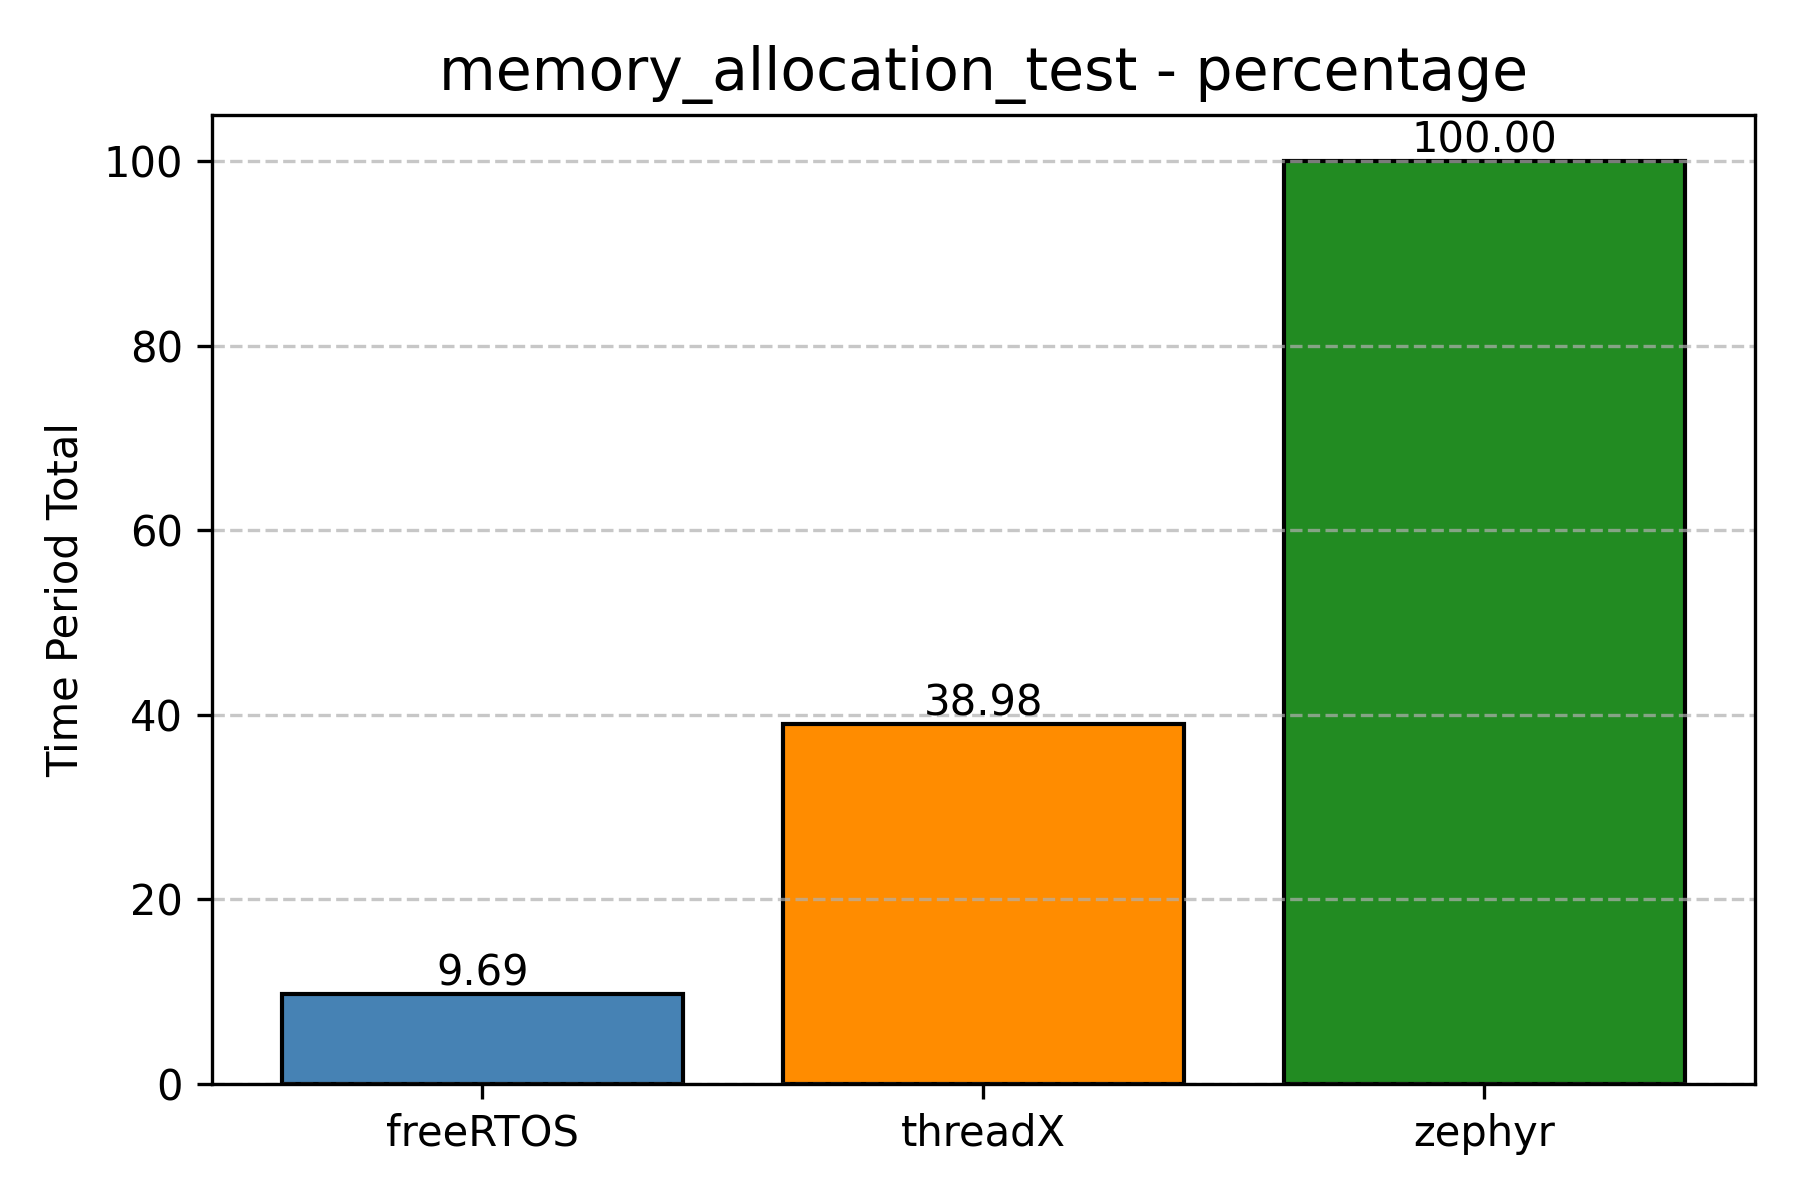 memory_allocation_test - percentage
Time Period Total
100
80
60
40
20
0
9.69
38.98
100.00
freeRTOS
threadX
zephyr